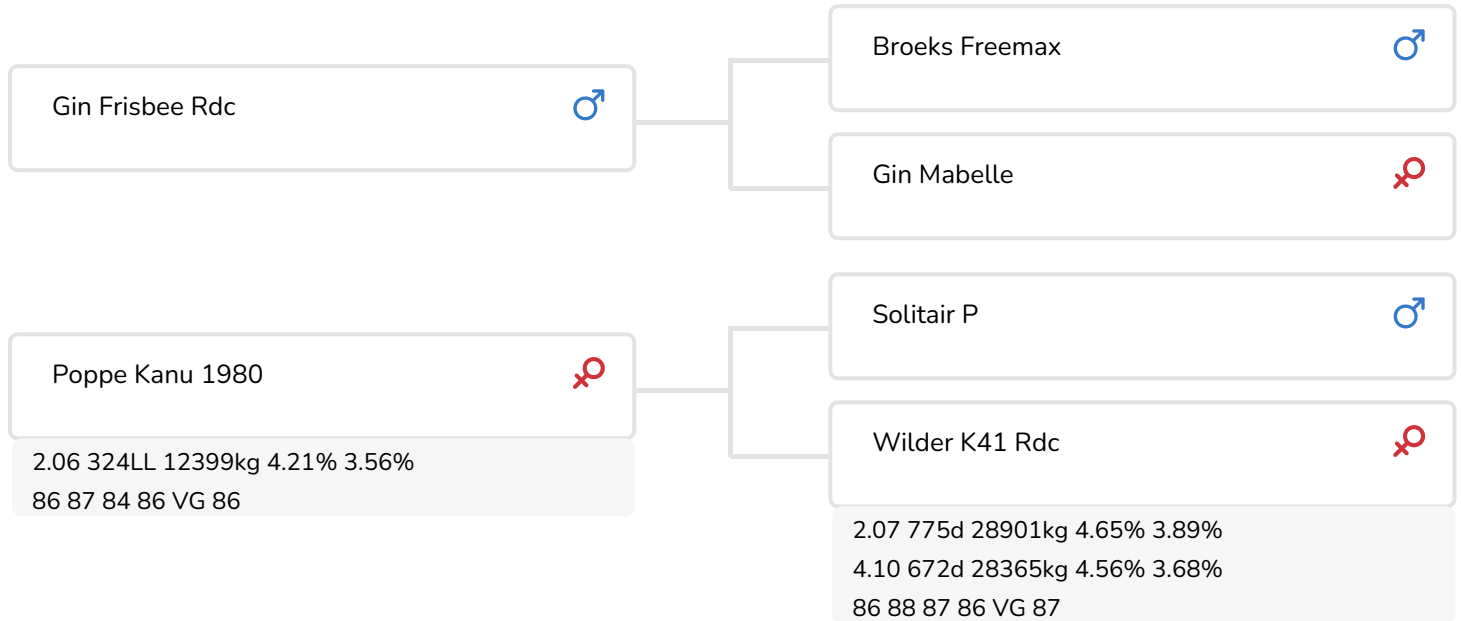 Broeks Freemax
Gin Frisbee Rdc
Gin Mabelle
Solitair P
Poppe Kanu 1980
2.06 324LL 12399kg 4.21% 3.56%
86 87 84 86 VG 86
Wilder K41 Rdc
2.07 775d 28901kg 4.65% 3.89%
4.10 672d 28365kg 4.56% 3.68%
86 88 87 86 VG 87